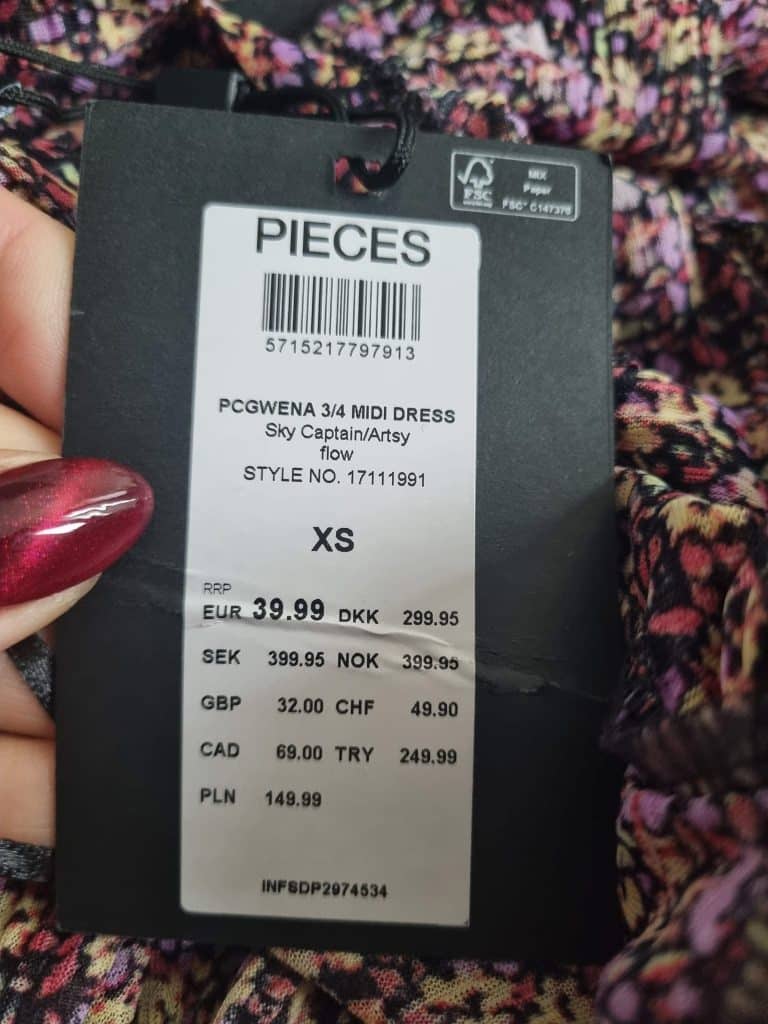 FSC
MIX
Paper
FSC® C147376
PIECES
5715217797913
PCGWENA 3/4 MIDI DRESS
Sky Captain/Artsy
flow
STYLE NO. 17111991
XS
RRP
EUR 39.99 DKK 299.95
SEK 399.95 NOK 399.95
GBP 32.00 CHF 49.90
CAD 69.00 TRY 249.99
PLN 149.99
INFSDP2974534